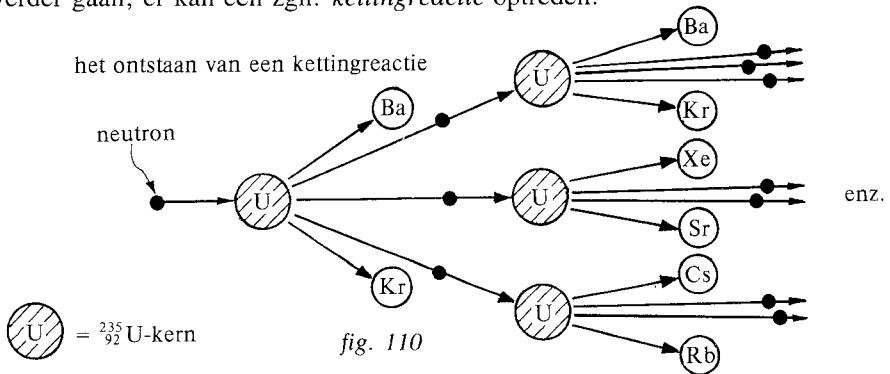 verder gaan; er kan een zgn. kettingreactie optreden.
het ontstaan van een kettingreactie
neutron
U
Ba
Kr
U
Ba
Kr
U
Xe
Sr
enz.
U
Cs
Rb
U = ²³⁵₉₂U-kern
fig. 110